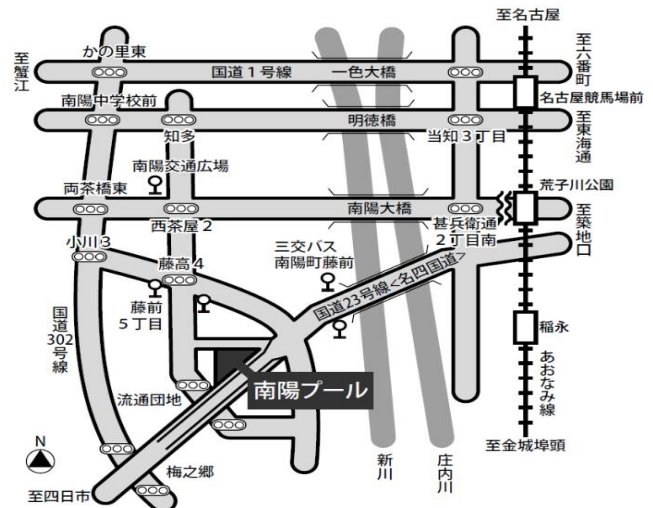 至名古屋
かの里東
至蟹江
国道1号線
一色大橋
至六番町
南陽中学校前
名古屋競馬場前
知多
明徳橋
当知3丁目
至東海通
南陽交通広場
荒子川公園
両茶橋東
南陽大橋
西茶屋2
甚兵衛通
2丁目南
至築地口
小川3
三交バス
南陽町藤前
藤高4
国道23号線<名四国道>
国道
302
号線
藤前
5丁目
稲永
あおなみ線
南陽プール
流通団地
N
梅之郷
新川
庄内川
至金城埠頭
至四日市